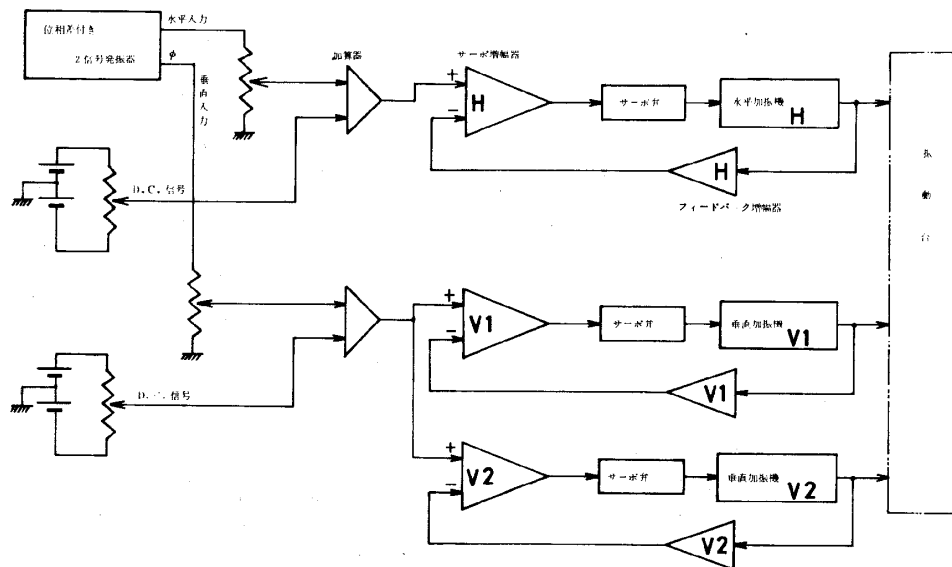 位相差付き
2信号発振器
水平入力
φ
垂直入力
加算器
サーボ増幅器
+
−
H
サーボ弁
水平加振機
H
H
フィードバック増幅器
D.C.信号
振動台
+
−
V1
サーボ弁
垂直加振機
V1
V1
D.C.信号
+
−
V2
サーボ弁
垂直加振機
V2
V2